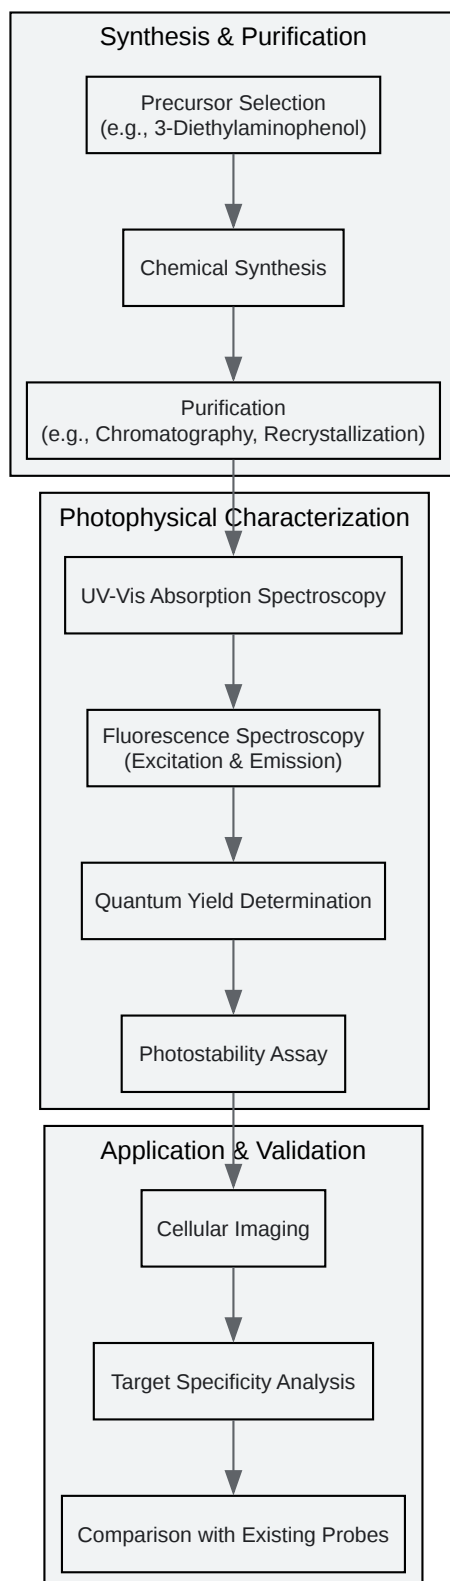 Synthesis & Purification
Precursor Selection
(e.g., 3-Diethylaminophenol)
Chemical Synthesis
Purification
(e.g., Chromatography, Recrystallization)
Photophysical Characterization
UV-Vis Absorption Spectroscopy
Fluorescence Spectroscopy
(Excitation & Emission)
Quantum Yield Determination
Photostability Assay
Application & Validation
Cellular Imaging
Target Specificity Analysis
Comparison with Existing Probes